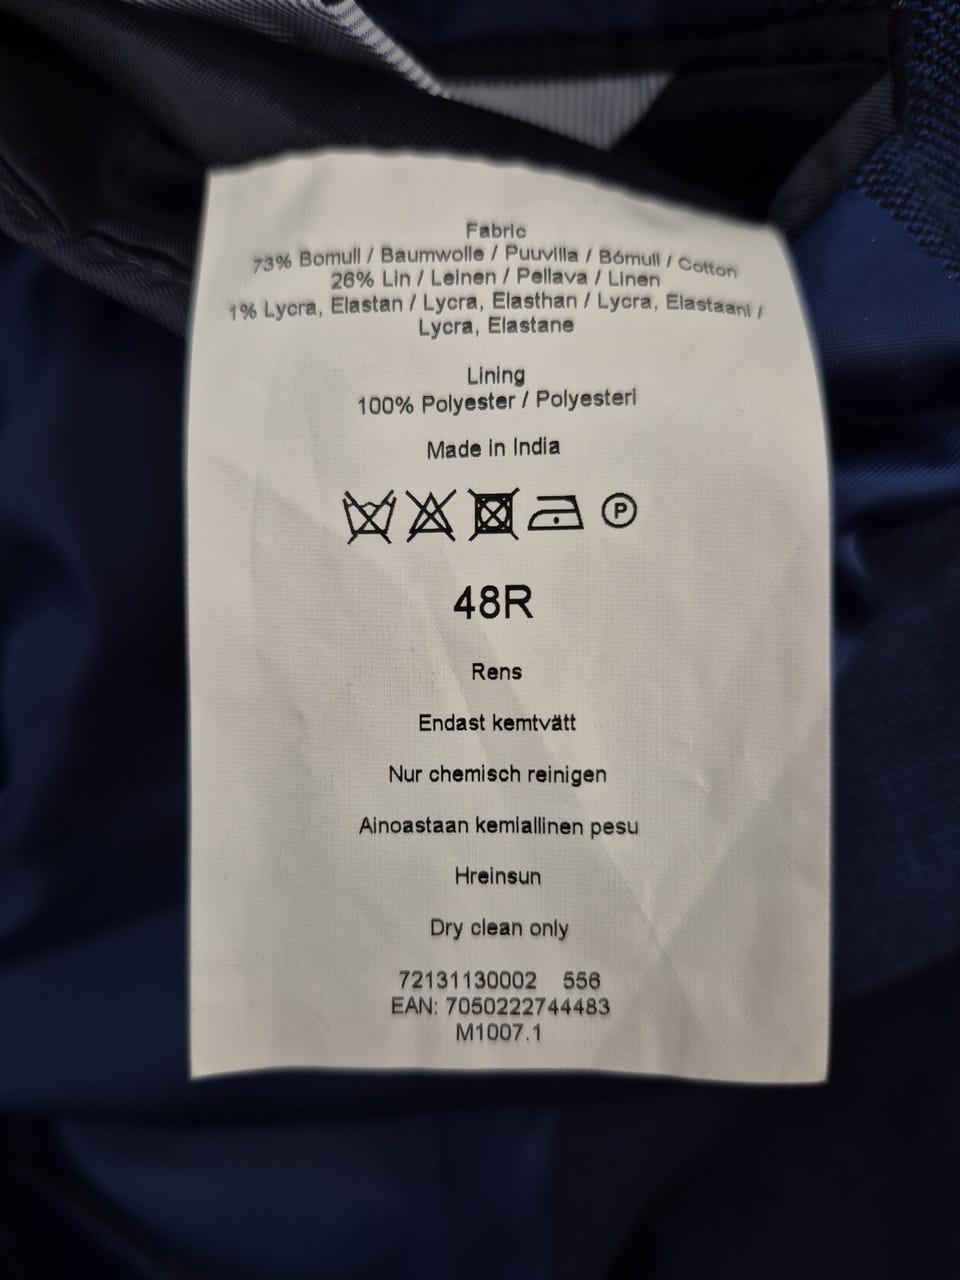 Fabric
73% Bomull / Baumwolle / Puuvilla / Bómull / Cotton
26% Lin / Leinen / Pellava / Linen
1% Lycra, Elastan / Lycra, Elasthan / Lycra, Elastaani /
Lycra, Elastane
Lining
100% Polyester / Polyesteri
Made in India
P
48R
Rens
Endast kemtvätt
Nur chemisch reinigen
Ainoastaan kemiallinen pesu
Hreinsun
Dry clean only
72131130002 556
EAN: 7050222744483
M1007.1